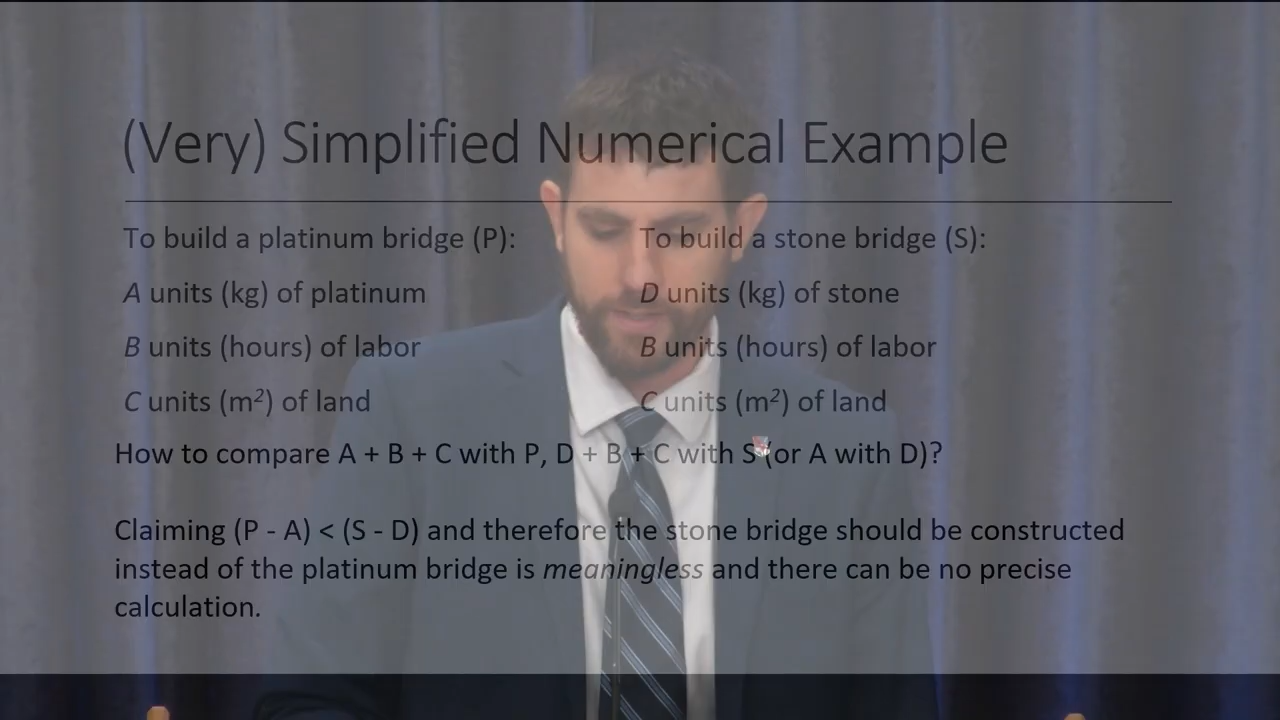 (Very) Simplified Numerical Example
To build a platinum bridge (P):
A units (kg) of platinum
B units (hours) of labor
C units (m²) of land
To build a stone bridge (S):
D units (kg) of stone
B units (hours) of labor
C units (m²) of land
How to compare A + B + C with P, D + B + C with S (or A with D)?
Claiming (P - A) < (S - D) and therefore the stone bridge should be constructed
instead of the platinum bridge is meaningless and there can be no precise
calculation.